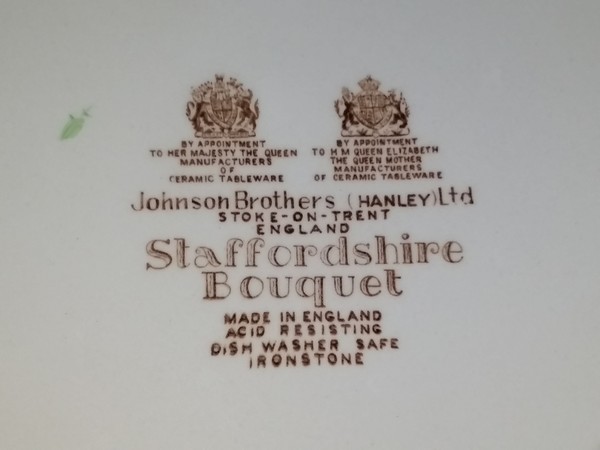 BY APPOINTMENT
TO HER MAJESTY THE QUEEN
MANUFACTURERS
OF
CERAMIC TABLEWARE
BY APPOINTMENT
TO H M QUEEN ELIZABETH
THE QUEEN MOTHER
MANUFACTURERS
OF CERAMIC TABLEWARE
Johnson Brothers (HANLEY) Ltd
STOKE-ON-TRENT
ENGLAND
Staffordshire
Bouquet
MADE IN ENGLAND
ACID RESISTING
DISH WASHER SAFE
IRONSTONE